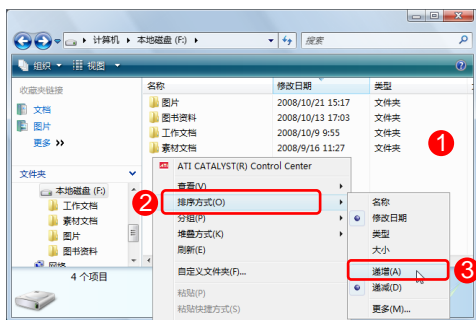 计算机 ▸ 本地磁盘 (F:) ▸
搜索
组织 视图
收藏夹链接
文档
图片
更多 >>
文件夹
本地磁盘 (F:)
工作文档
素材文档
图片
图书资料
网络
名称 修改日期 类型
图片 2008/10/21 15:17 文件夹
图书资料 2008/10/13 17:03 文件夹
工作文档 2008/10/9 9:55 文件夹
素材文档 2008/9/16 11:27 文件夹
1
ATI CATALYST(R) Control Center
查看(V)
2
排序方式(O)
分组(P)
堆叠方式(K)
刷新(E)
自定义文件夹(F)...
粘贴(P)
粘贴快捷方式(S)
名称
修改日期
类型
大小
递增(A)
3
递减(D)
更多(M)...
4 个项目